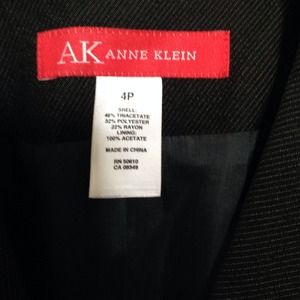 AK ANNE KLEIN
4P
SHELL:
46% TRIACETATE
32% POLYESTER
22% RAYON
LINING:
100% ACETATE
MADE IN CHINA
RN 50610
CA 08349